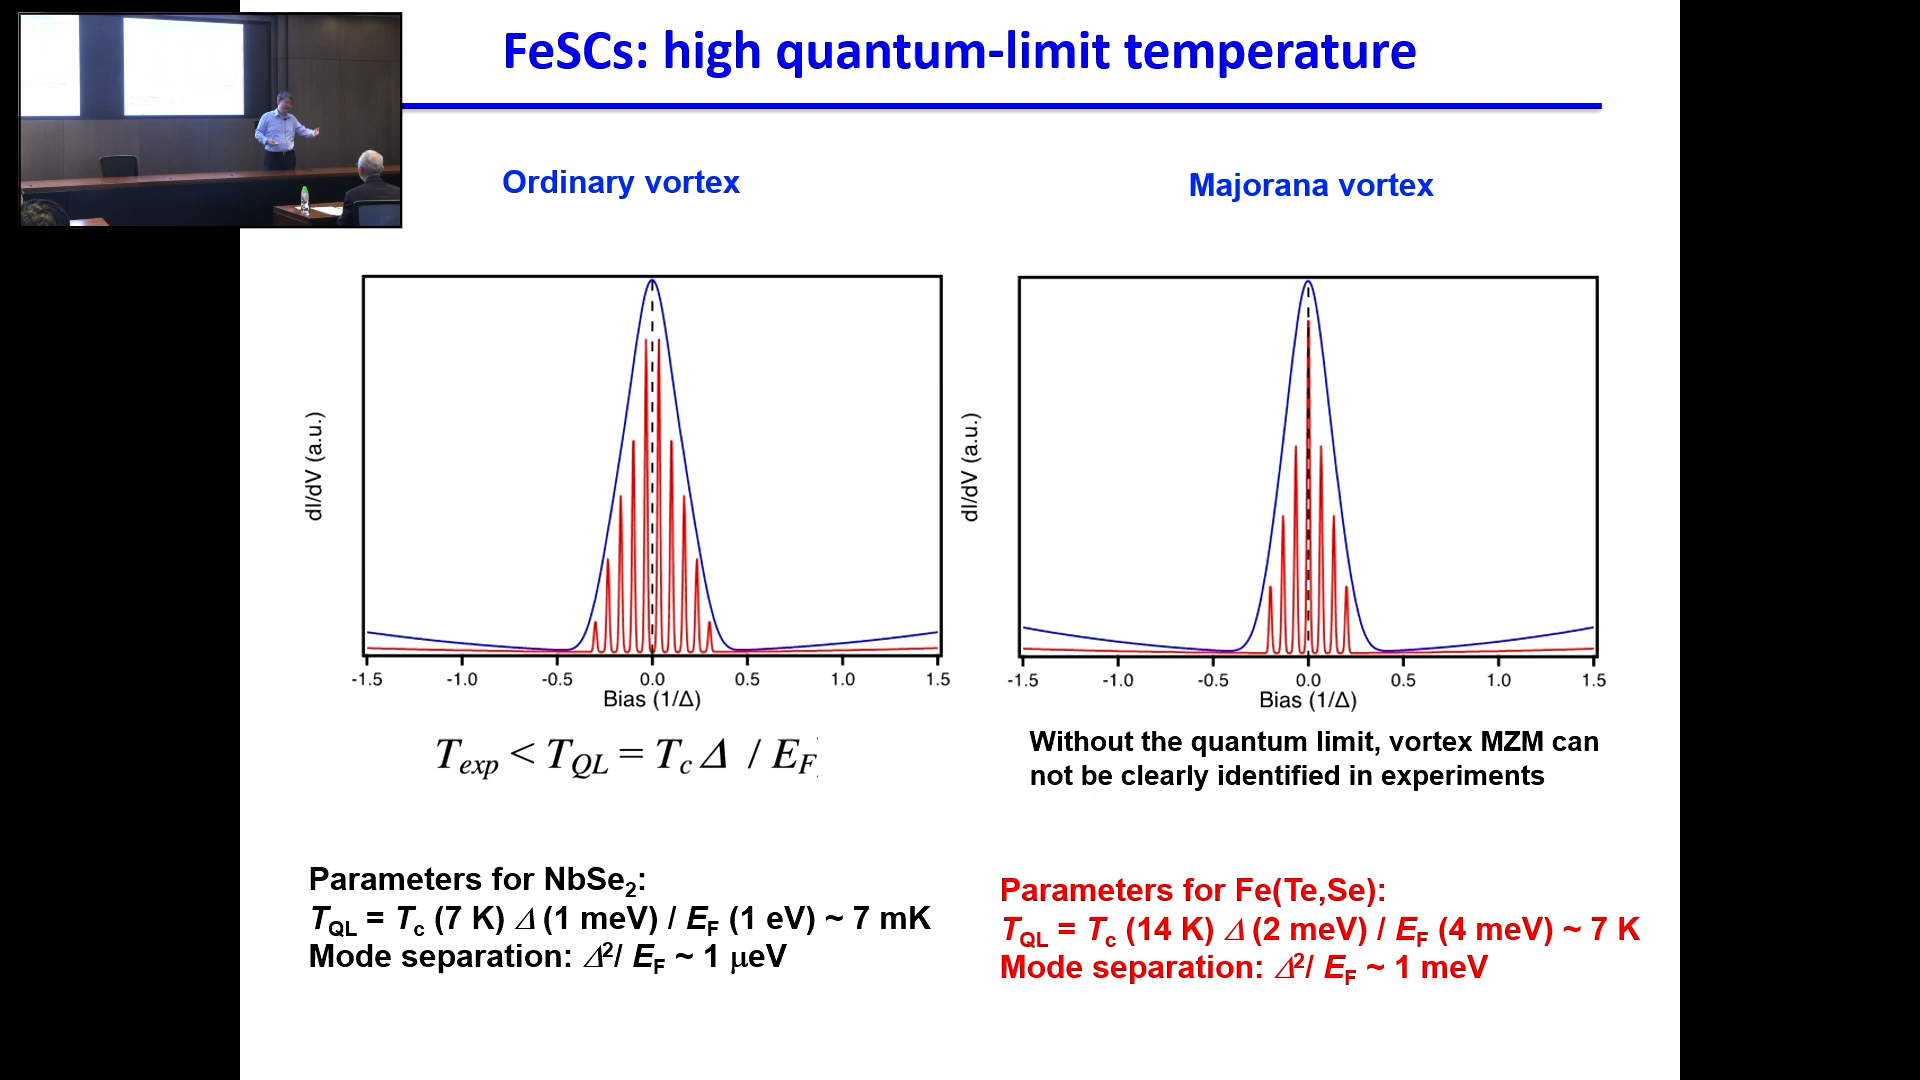 FeSCs: high quantum-limit temperature
Ordinary vortex
Majorana vortex
dI/dV (a.u.)
-1.5 -1.0 -0.5 0.0 0.5 1.0 1.5
Bias (1/Δ)
dI/dV (a.u.)
-1.5 -1.0 -0.5 0.0 0.5 1.0 1.5
Bias (1/Δ)
T_exp < T_QL = T_c Δ / E_F
Without the quantum limit, vortex MZM can
not be clearly identified in experiments
Parameters for NbSe₂:
T_QL = T_c (7 K) Δ (1 meV) / E_F (1 eV) ~ 7 mK
Mode separation: Δ²/ E_F ~ 1 μeV
Parameters for Fe(Te,Se):
T_QL = T_c (14 K) Δ (2 meV) / E_F (4 meV) ~ 7 K
Mode separation: Δ²/ E_F ~ 1 meV